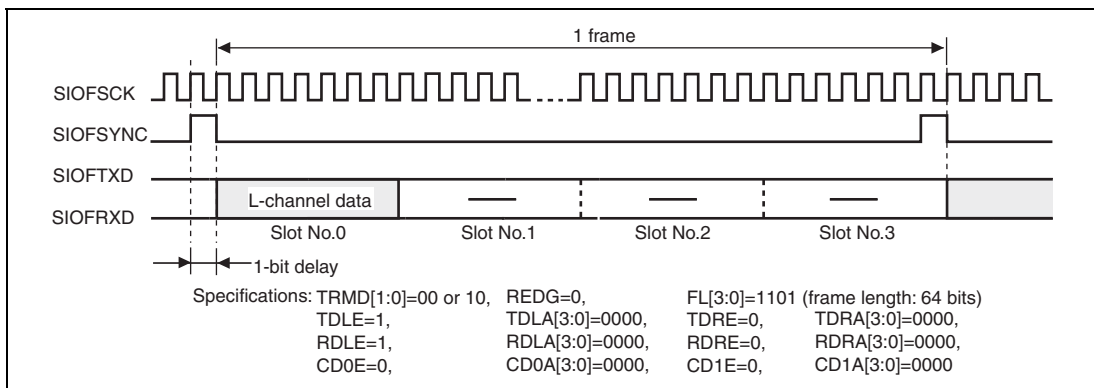 1 frame
SIOFSCK
SIOFSYNC
SIOFTXD
SIOFRXD
L-channel data
Slot No.0 Slot No.1 Slot No.2 Slot No.3
1-bit delay
Specifications: TRMD[1:0]=00 or 10, REDG=0, FL[3:0]=1101 (frame length: 64 bits)
TDLE=1, TDLA[3:0]=0000, TDRE=0, TDRA[3:0]=0000,
RDLE=1, RDLA[3:0]=0000, RDRE=0, RDRA[3:0]=0000,
CD0E=0, CD0A[3:0]=0000, CD1E=0, CD1A[3:0]=0000